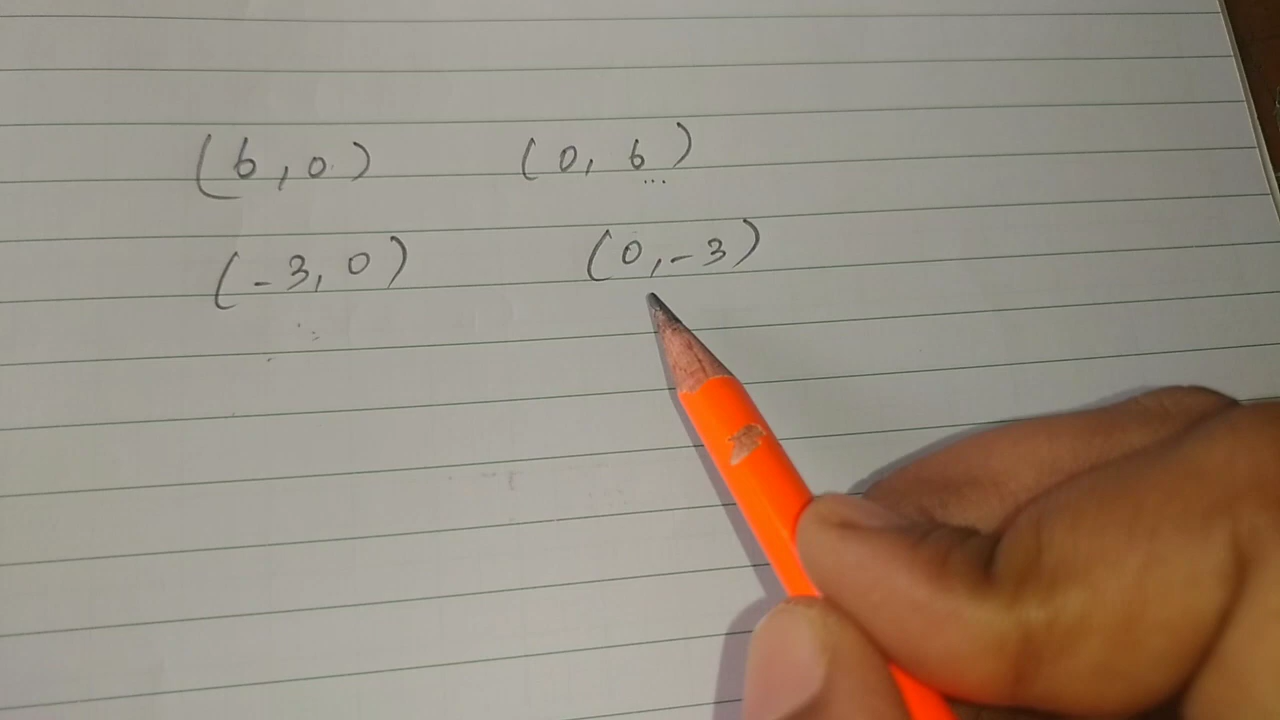 (6,0) (0, 6)
(-3, 0) (0,-3)